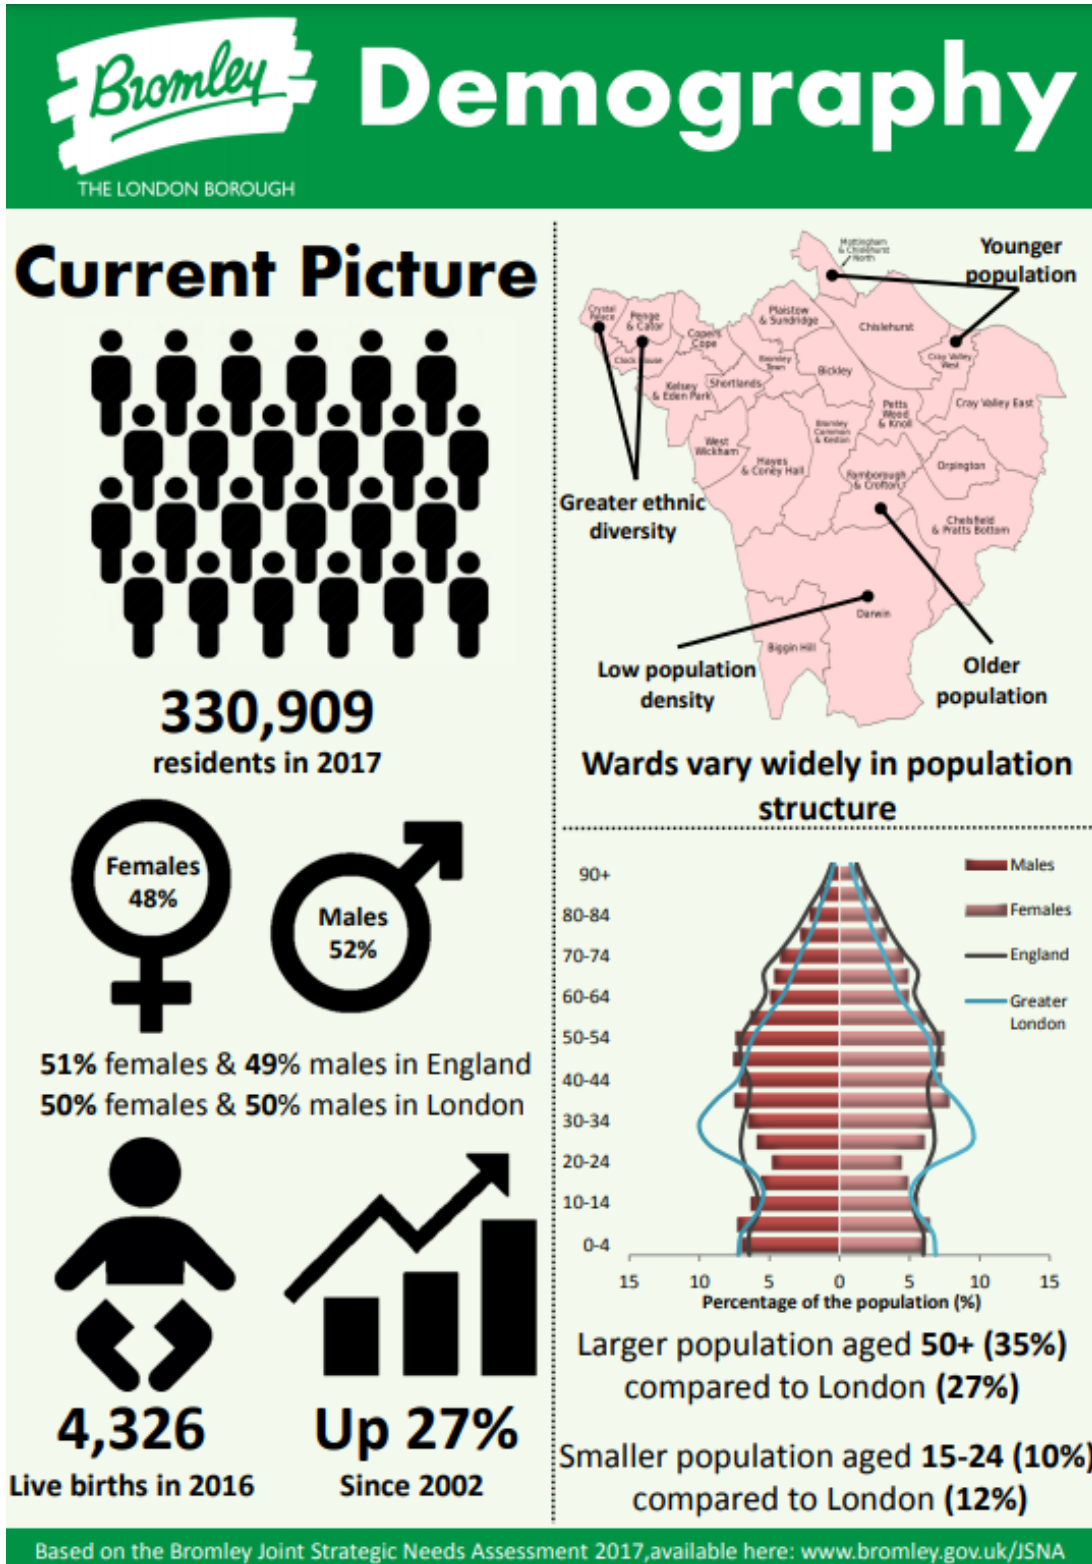 Bromley
THE LONDON BOROUGH
Demography
Current Picture
330,909
residents in 2017
Females
48%
Males
52%
51% females & 49% males in England
50% females & 50% males in London
4,326
Live births in 2016
Up 27%
Since 2002
Younger
population
Mottingham
& Chislehurst
North
Crystal
Palace
Penge
& Cator
Copers
Cope
Clock House
Plaistow
& Sundridge
Chislehurst
Bromley
Town
Bickley
Cray Valley
West
Kelsey
& Eden Park
Shortlands
Petts
Wood
& Knoll
Cray Valley East
West
Wickham
Hayes
& Coney Hall
Bromley
Common
& Keston
Farnborough
& Crofton
Orpington
Chelsfield
& Pratts Bottom
Darwin
Biggin Hill
Greater ethnic
diversity
Low population
density
Older
population
Wards vary widely in population
structure
90+
80-84
70-74
60-64
50-54
40-44
30-34
20-24
10-14
0-4
15 10 5 0 5 10 15
Percentage of the population (%)
Males
Females
England
Greater
London
Larger population aged 50+ (35%)
compared to London (27%)
Smaller population aged 15-24 (10%)
compared to London (12%)
Based on the Bromley Joint Strategic Needs Assessment 2017,available here: www.bromley.gov.uk/JSNA